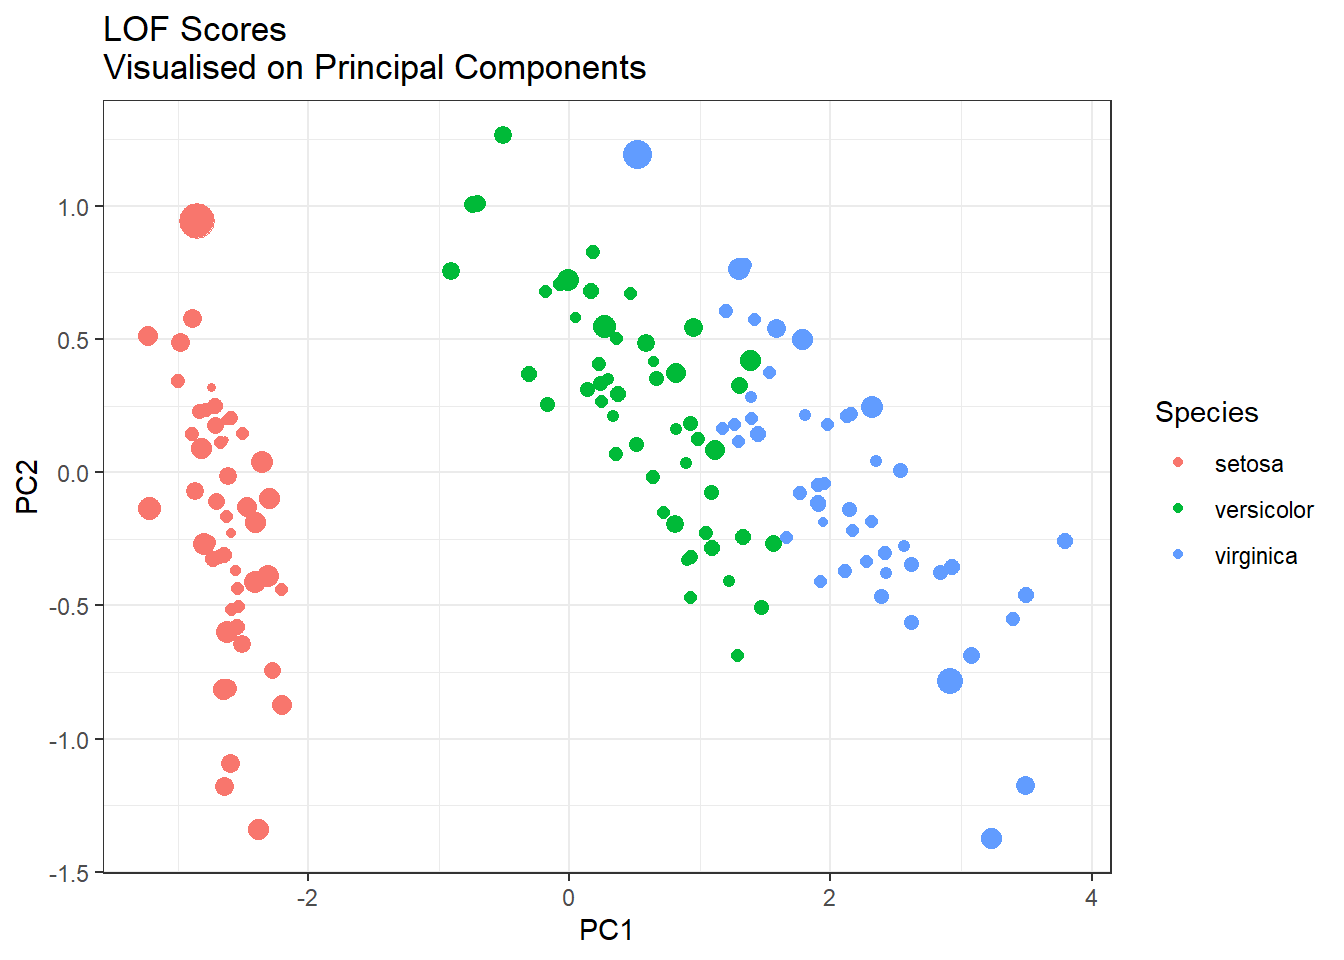 LOF Scores
Visualised on Principal Components
1.0
0.5
0.0
-0.5
-1.0
-1.5
PC2
-2
0
2
4
PC1
Species
setosa
versicolor
virginica